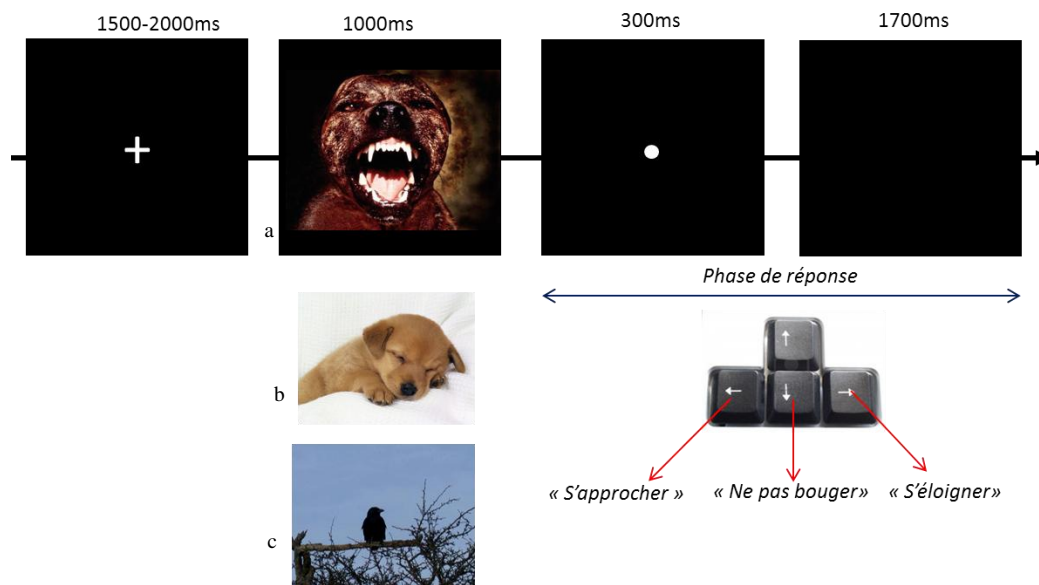 1500-2000ms
1000ms
300ms
1700ms
a
Phase de réponse
b
« S’approcher »
« Ne pas bouger»
« S’éloigner»
c